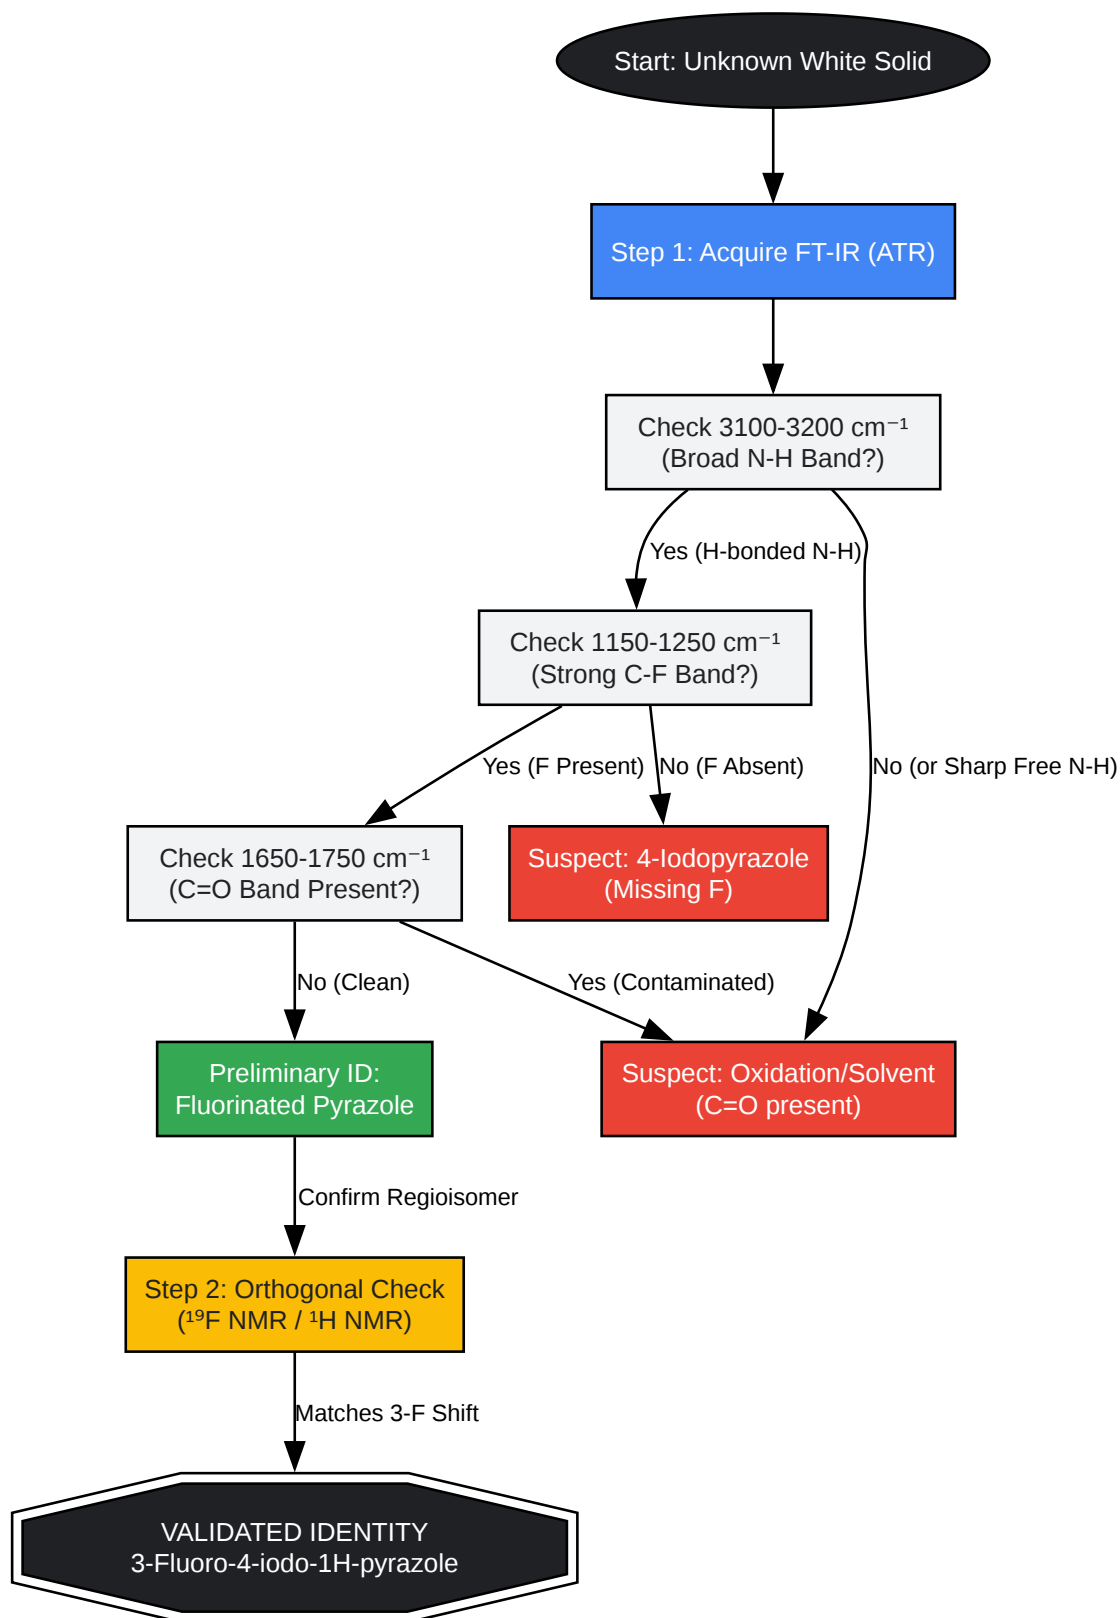 Start: Unknown White Solid
Step 1: Acquire FT-IR (ATR)
Check 3100-3200 cm⁻¹
(Broad N-H Band?)
Yes (H-bonded N-H)
Check 1150-1250 cm⁻¹
(Strong C-F Band?)
Yes (F Present)
No (F Absent)
No (or Sharp Free N-H)
Check 1650-1750 cm⁻¹
(C=O Band Present?)
Suspect: 4-Iodopyrazole
(Missing F)
No (Clean)
Yes (Contaminated)
Preliminary ID:
Fluorinated Pyrazole
Suspect: Oxidation/Solvent
(C=O present)
Confirm Regioisomer
Step 2: Orthogonal Check
(¹⁹F NMR / ¹H NMR)
Matches 3-F Shift
VALIDATED IDENTITY
3-Fluoro-4-iodo-1H-pyrazole